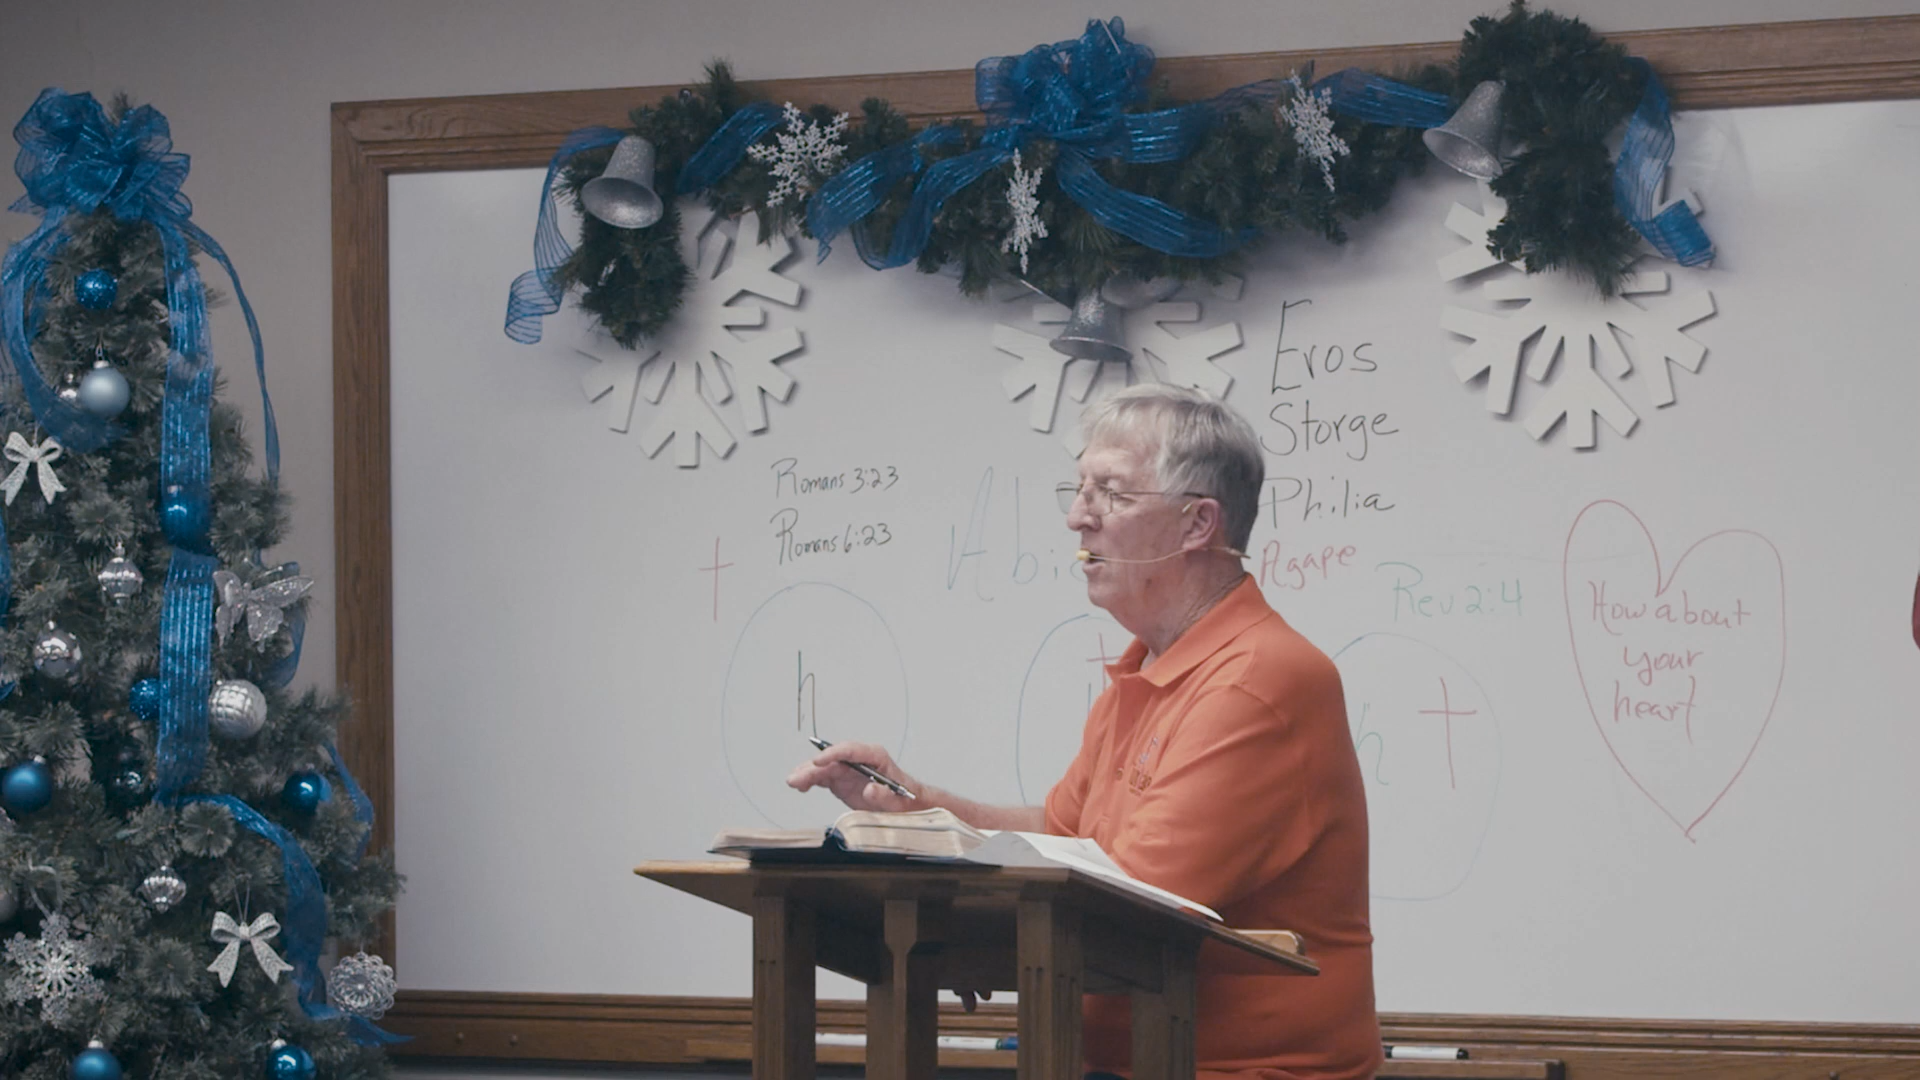 Eros
Storge
Philia
Agape
Romans 3:23
Romans 6:23
Rev 2:4
h
h
How about
your
heart